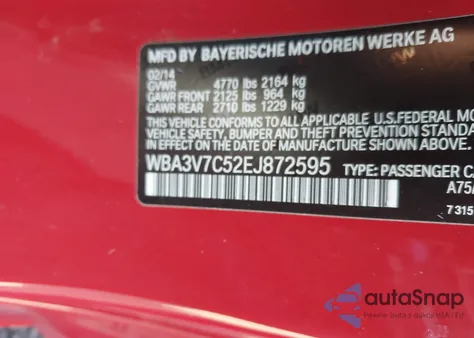 MFD BY BAYERISCHE MOTOREN WERKE AG
02/14
GVWR 4770 lbs 2164 kg
GAWR FRONT 2125 lbs 964 kg
GAWR REAR 2710 lbs 1229 kg
THIS VEHICLE CONFORMS TO ALL APPLICABLE U.S.FEDERAL MO
VEHICLE SAFETY, BUMPER, AND THEFT PREVENTION STANDA
IN EFFECT ON THE DATE OF MANUFACTURE SHOWN ABOVE.
WBA3V7C52EJ872595 TYPE: PASSENGER CA
A75/
7315
autoSnap